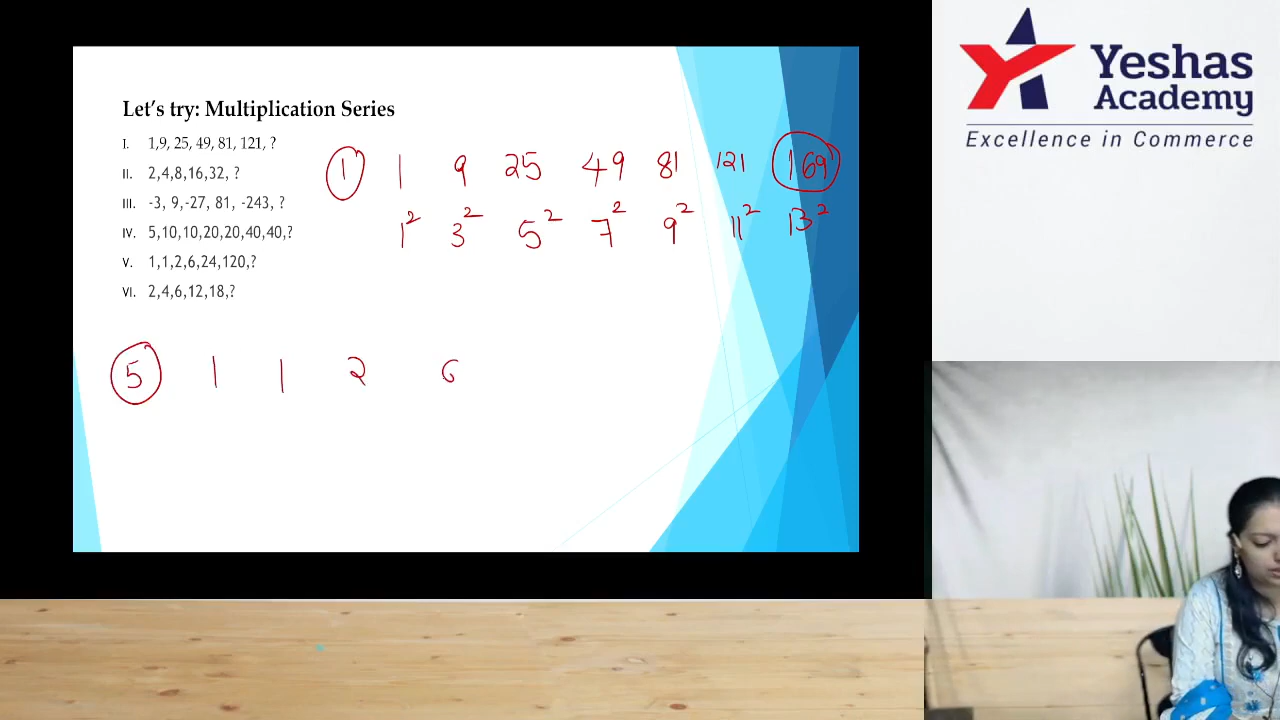 Let's try: Multiplication Series
I. 1,9, 25, 49, 81, 121, ?
II. 2,4,8,16,32, ?
III. -3, 9,-27, 81, -243, ?
IV. 5,10,10,20,20,40,40,?
V. 1,1,2,6,24,120,?
VI. 2,4,6,12,18,?
1 1 9 25 49 81 121 169
1² 3² 5² 7² 9² 11² 13²
5 1 1 2 6
Yeshas
Academy
Excellence in Commerce